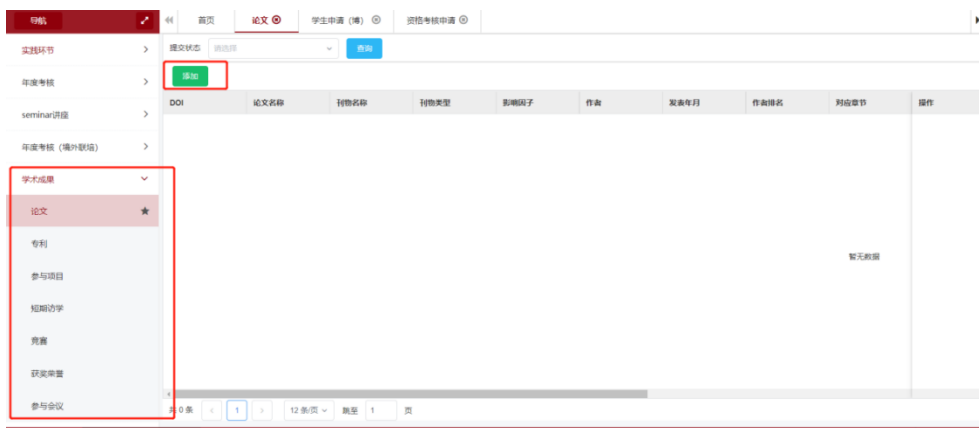 导航
首页 论文 学生申请（博） 资格考核申请
实践环节
提交状态 请选择 查询
年度考核
添加
DOI 论文名称 刊物名称 刊物类型 影响因子 作者 发表年月 作者排名 对应章节 操作
seminar讲座
年度考核（境外联培）
学术成果
论文
专利
暂无数据
参与项目
短期访学
竞赛
获奖荣誉
参与会议
共 0 条 1 12 条/页 跳至 1 页